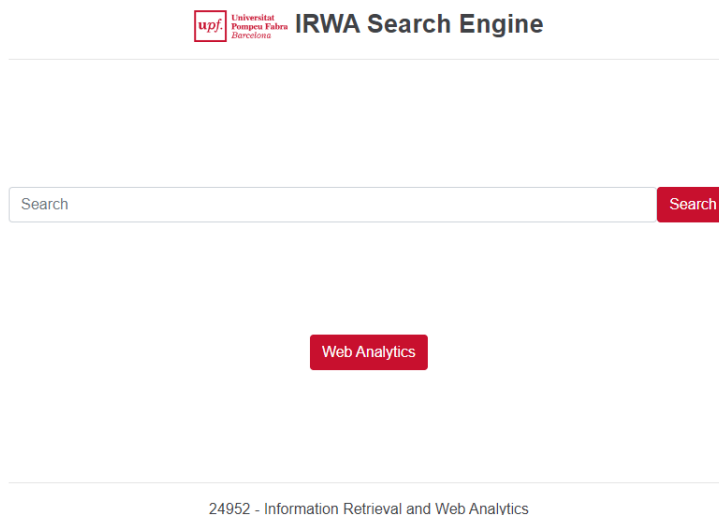 upf. Universitat
Pompeu Fabra
Barcelona
IRWA Search Engine
Search
Search
Web Analytics
24952 - Information Retrieval and Web Analytics